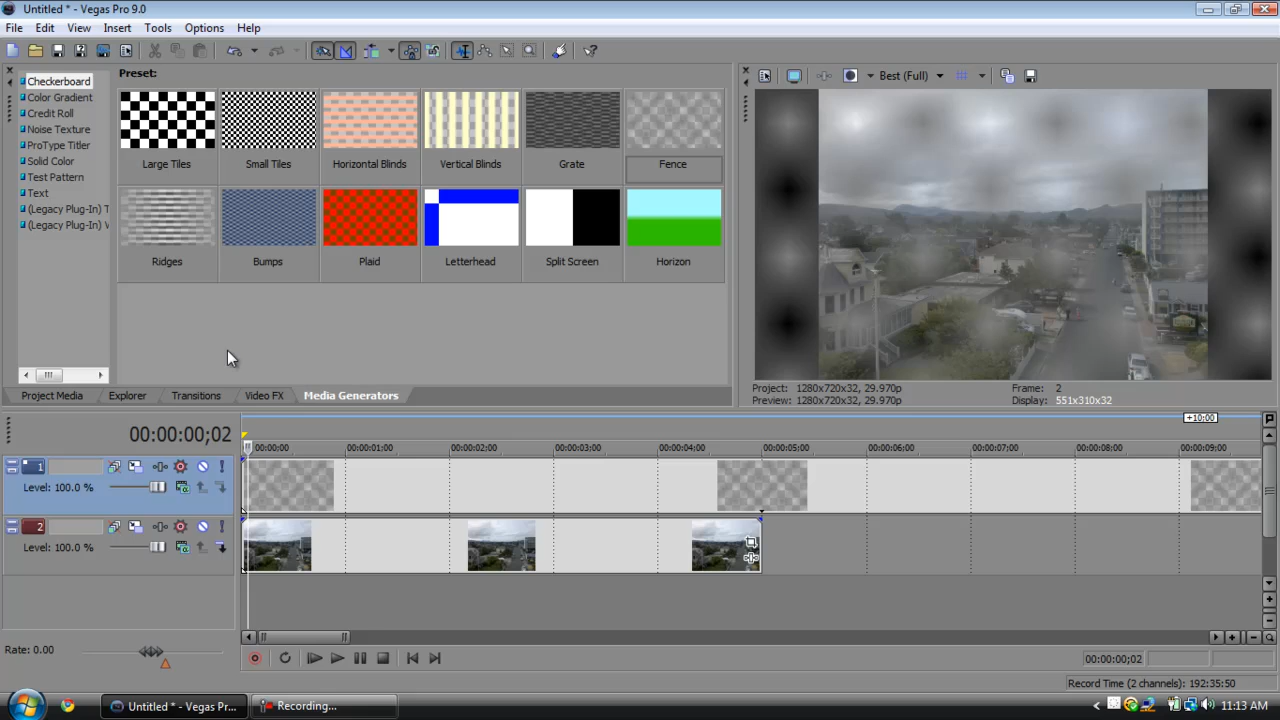 Untitled * - Vegas Pro 9.0
File Edit View Insert Tools Options Help
Checkerboard
Color Gradient
Credit Roll
Noise Texture
ProType Titler
Solid Color
Test Pattern
Text
(Legacy Plug-In) T
(Legacy Plug-In) V
Preset:
Large Tiles Small Tiles Horizontal Blinds Vertical Blinds Grate Fence
Ridges Bumps Plaid Letterhead Split Screen Horizon
Project Media Explorer Transitions Video FX Media Generators
Best (Full)
Project: 1280x720x32, 29.970p Frame: 2
Preview: 1280x720x32, 29.970p Display: 551x310x32
+10;00
00:00:00;02
00:00:00 00:00:01;00 00:00:02;00 00:00:03;00 00:00:04;00 00:00:05;00 00:00:06;00 00:00:07;00 00:00:08;00 00:00:09;00
1
Level: 100.0 %
2
Level: 100.0 %
Rate: 0.00
00:00:00;02
Record Time (2 channels): 192:35:50
Untitled * - Vegas Pr... Recording... 11:13 AM